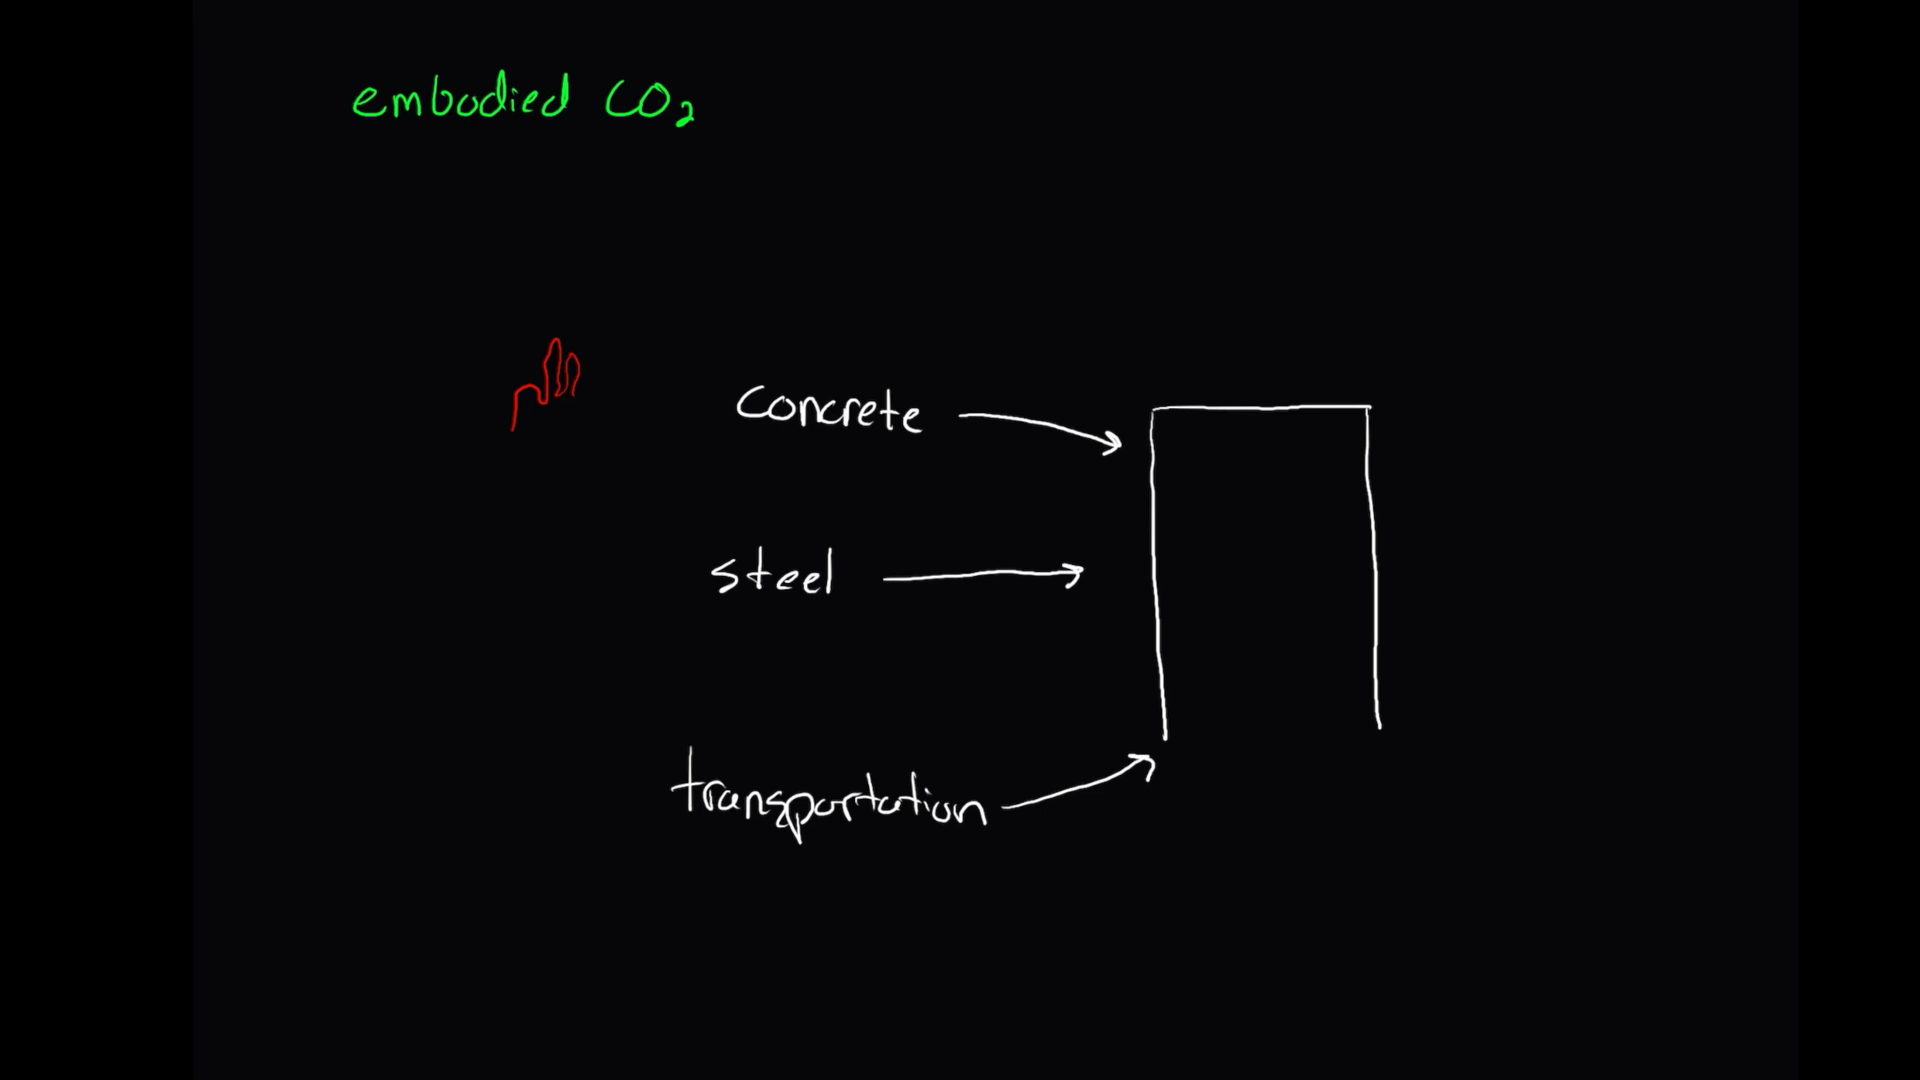 embodied CO₂
concrete
steel
transportation